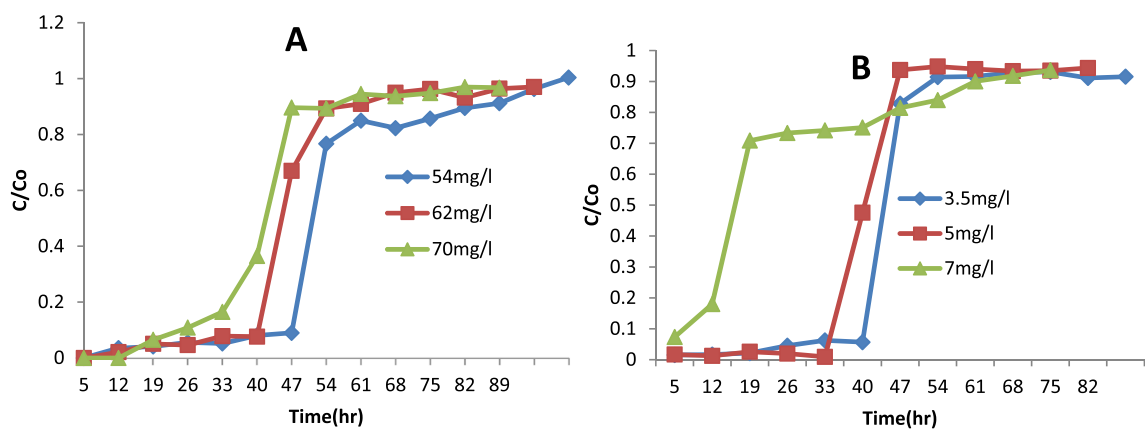 A
1.2
1
0.8
0.6
0.4
0.2
0
C/Co
5 12 19 26 33 40 47 54 61 68 75 82 89
Time(hr)
54mg/l
62mg/l
70mg/l
B
1
0.9
0.8
0.7
0.6
0.5
0.4
0.3
0.2
0.1
0
C/Co
5 12 19 26 33 40 47 54 61 68 75 82
Time(hr)
3.5mg/l
5mg/l
7mg/l